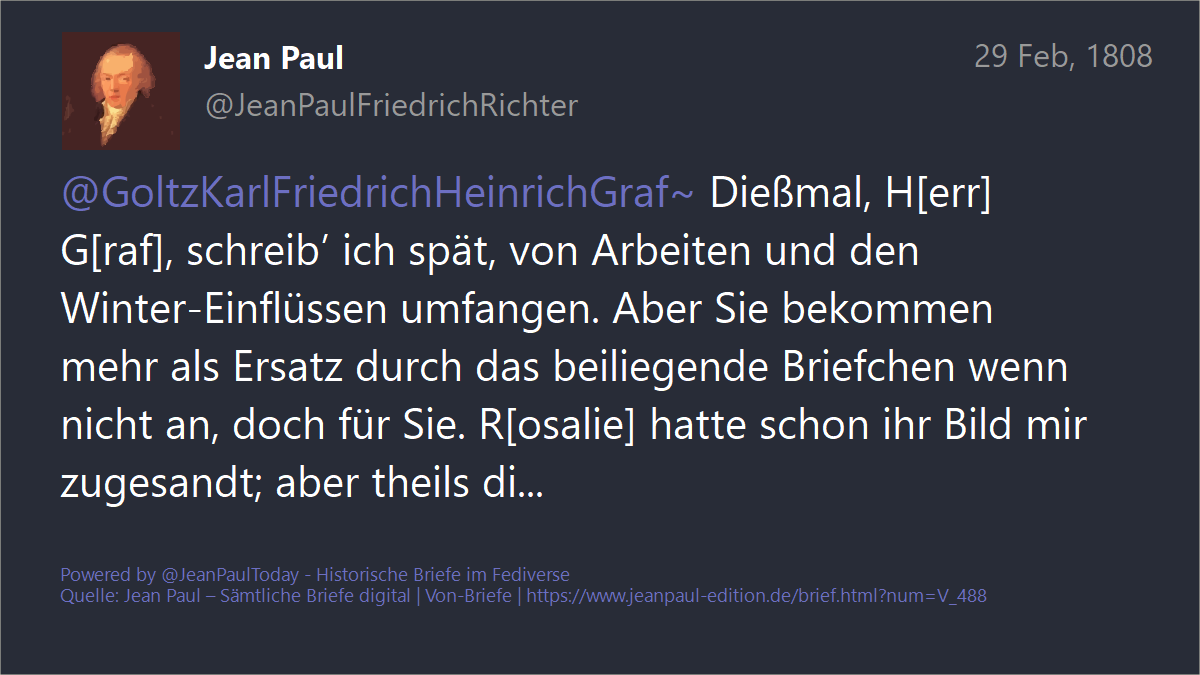 Jean Paul
29 Feb, 1808
@JeanPaulFriedrichRichter
@GoltzKarlFriedrichHeinrichGraf~ Dießmal, H[err]
G[raf], schreib’ ich spät, von Arbeiten und den
Winter-Einflüssen umfangen. Aber Sie bekommen
mehr als Ersatz durch das beiliegende Briefchen wenn
nicht an, doch für Sie. R[osalie] hatte schon ihr Bild mir
zugesandt; aber theils di...
Powered by @JeanPaulToday - Historische Briefe im Fediverse
Quelle: Jean Paul – Sämtliche Briefe digital | Von-Briefe | https://www.jeanpaul-edition.de/brief.html?num=V_488